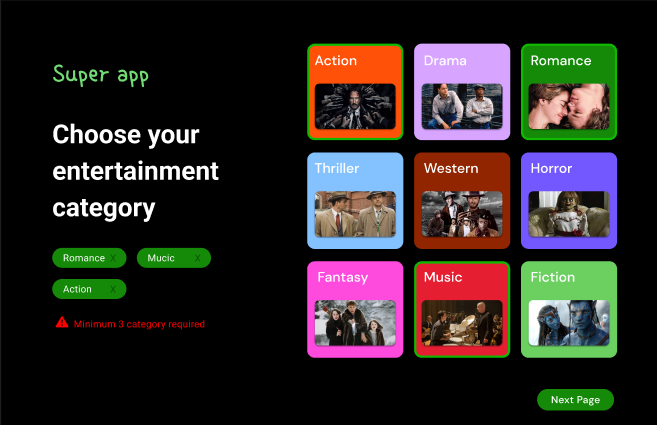 Super app
Choose your
entertainment
category
Romance X
Mucic X
Action X
Minimum 3 category required
Action
Drama
Romance
Thriller
Western
Horror
Fantasy
Music
Fiction
Next Page